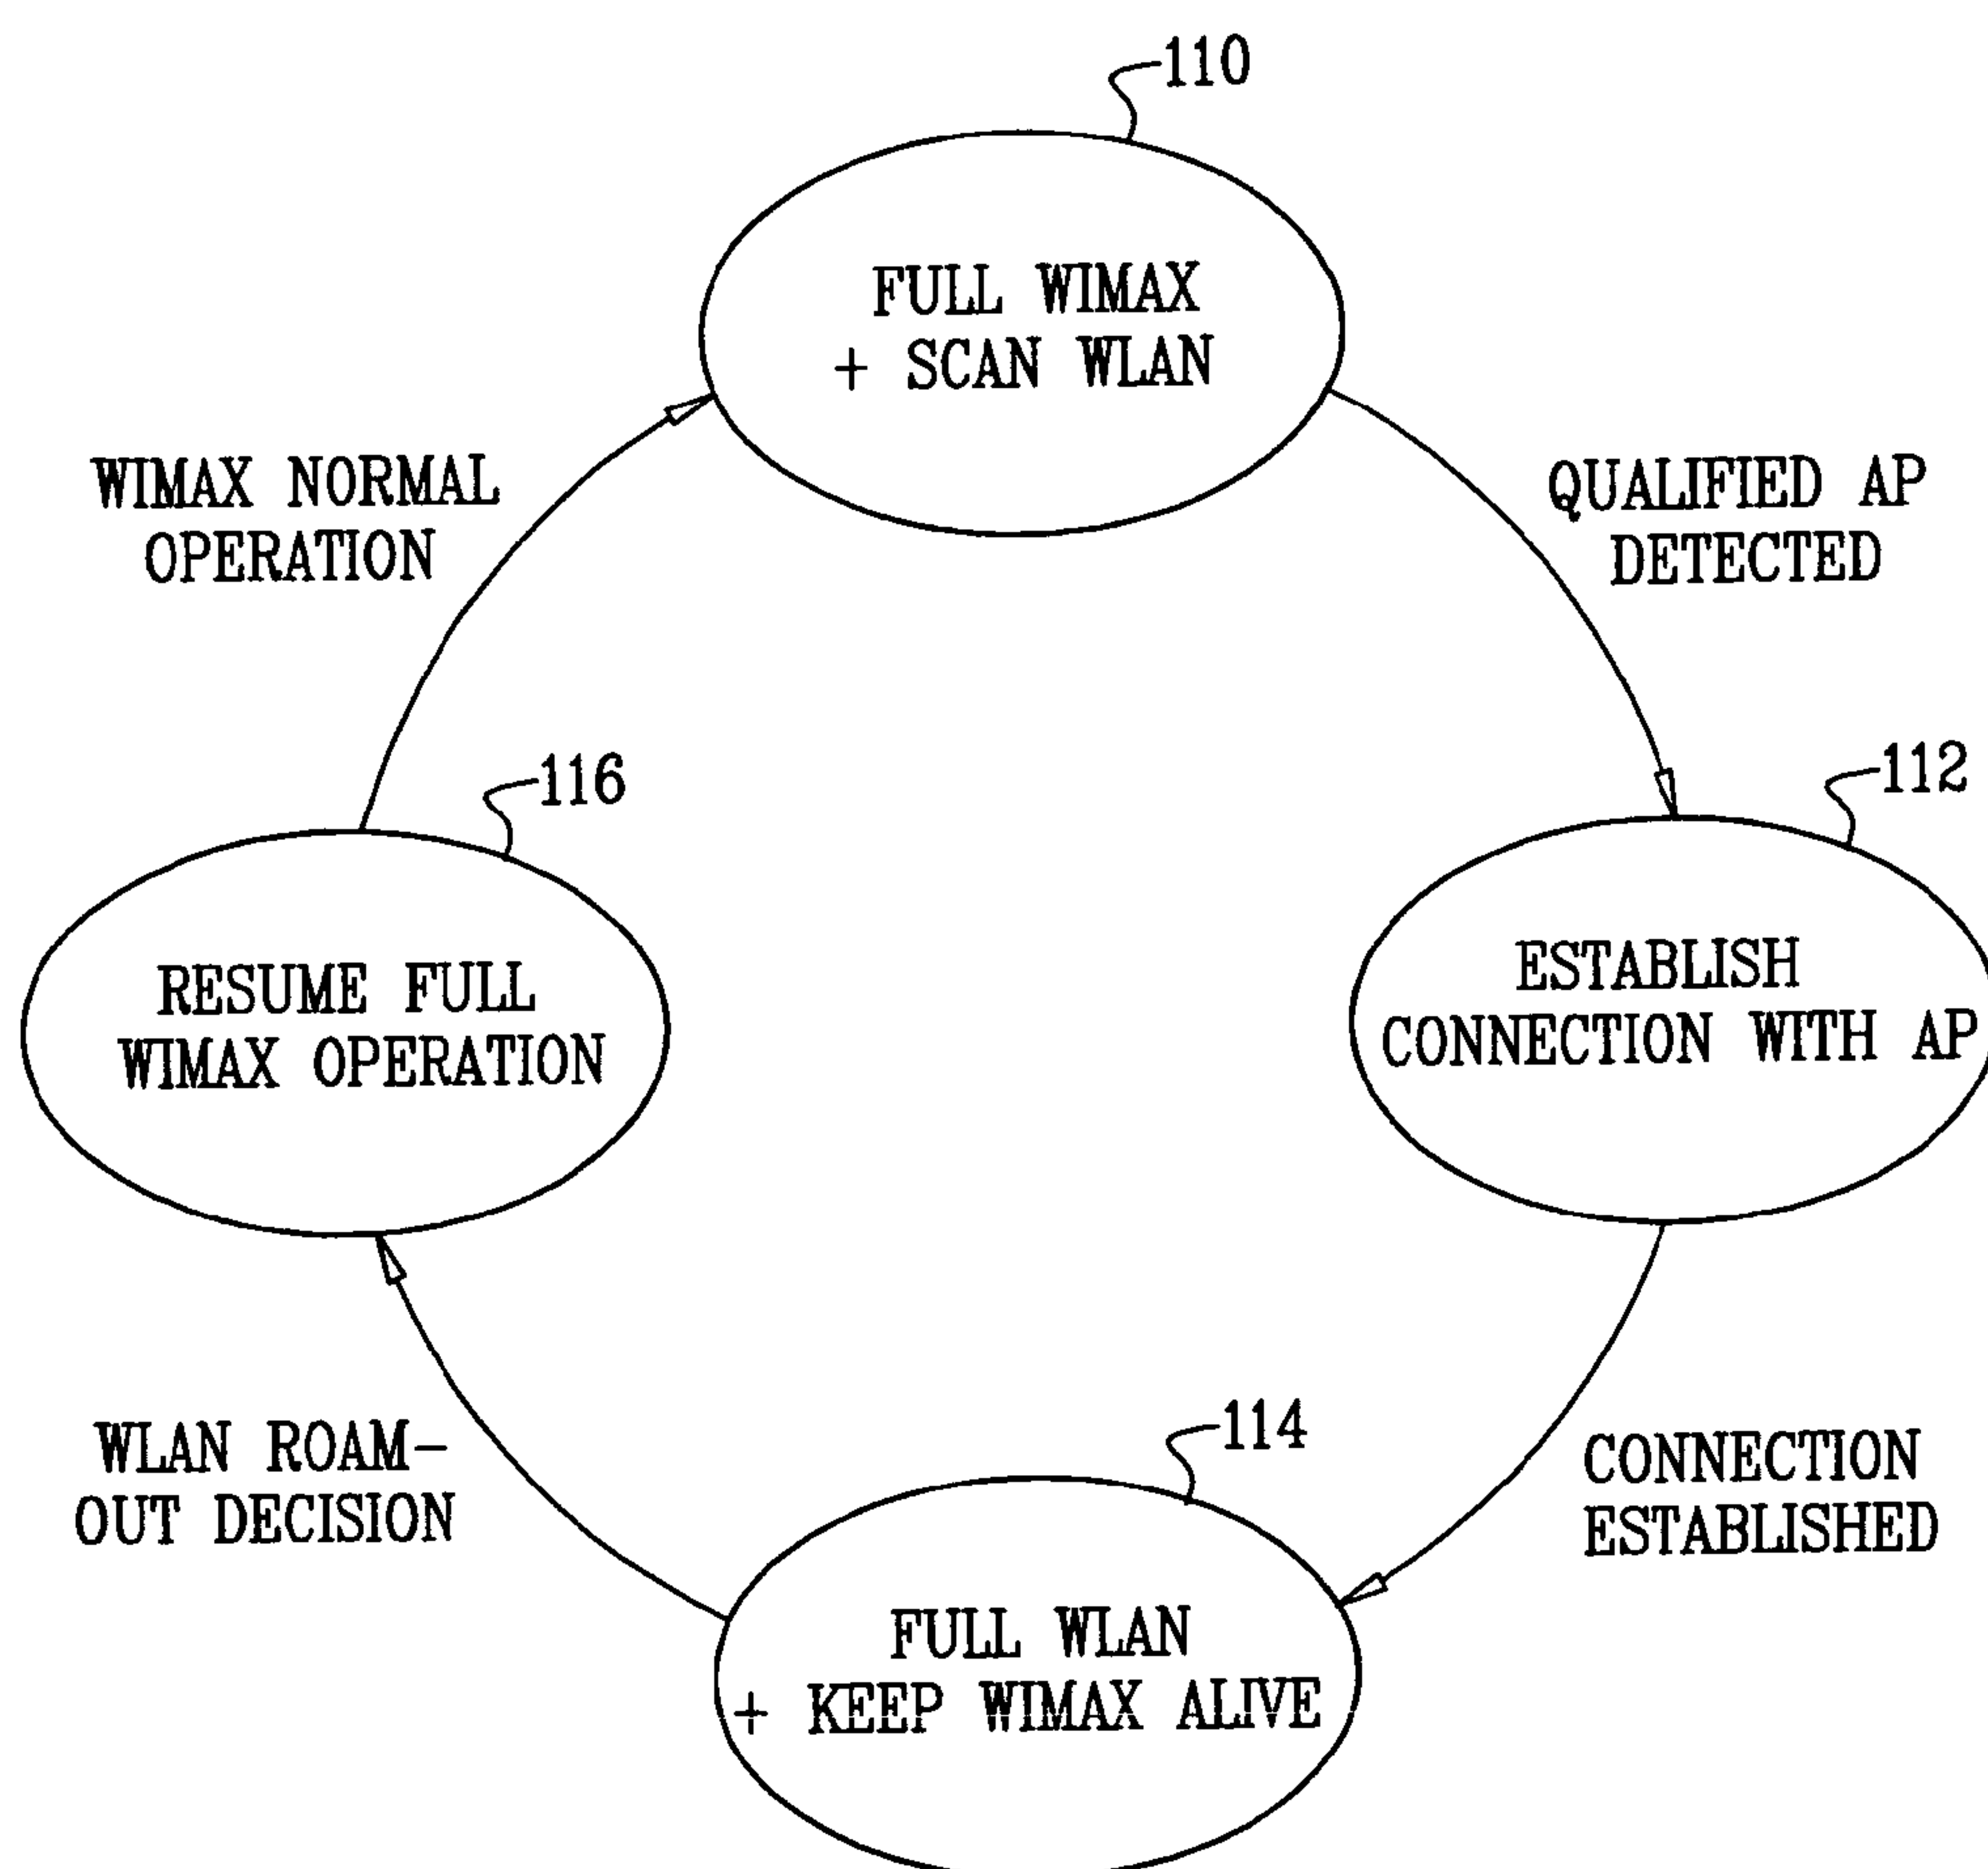 110
FULL WIMAX
+ SCAN WLAN
WIMAX NORMAL
OPERATION
QUALIFIED AP
DETECTED
116
112
RESUME FULL
WIMAX OPERATION
ESTABLISH
CONNECTION WITH AP
WLAN ROAM-
OUT DECISION
114
CONNECTION
ESTABLISHED
FULL WLAN
+ KEEP WIMAX ALIVE